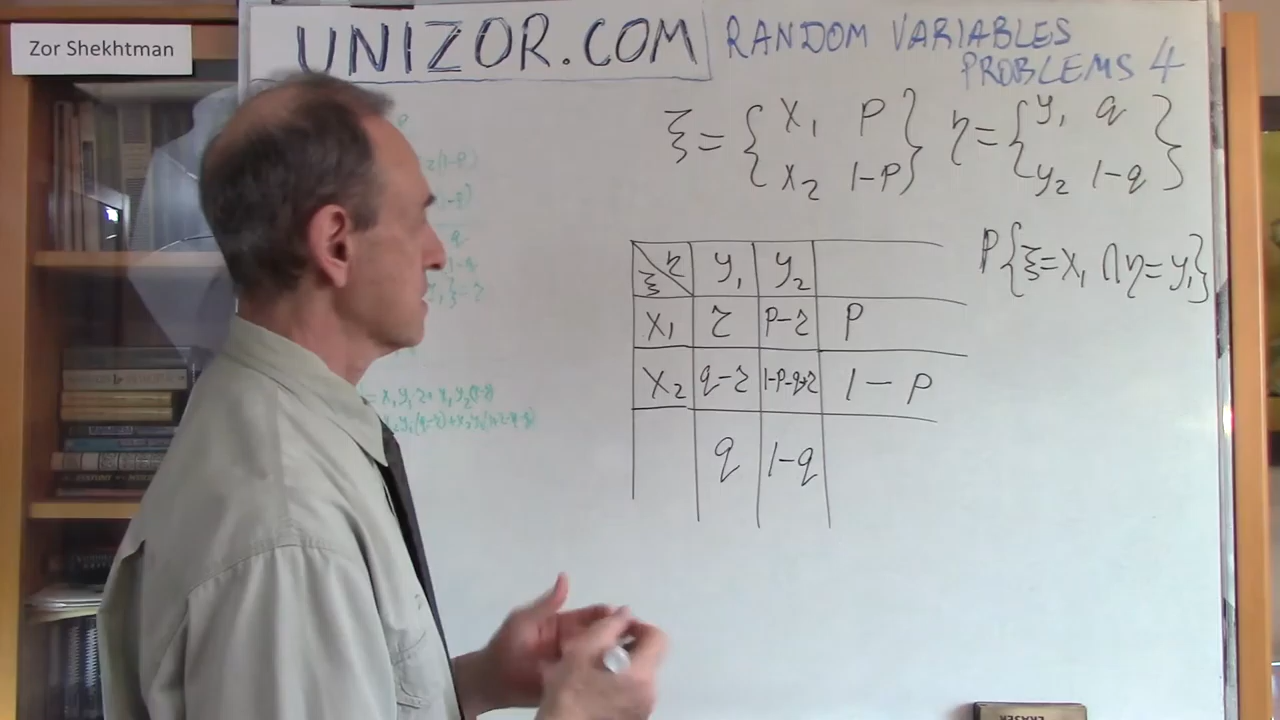 Zor Shekhtman
UNIZOR.COM
RANDOM VARIABLES
PROBLEMS 4
ξ = { x₁ p
x₂ 1-p }
η = { y₁ q
y₂ 1-q }
P{ξ=x₁ ∩ η=y₁}
ξ \ η y₁ y₂
x₁ r p-r p
x₂ q-r 1-p-q+r 1-p
q 1-q
ERASER